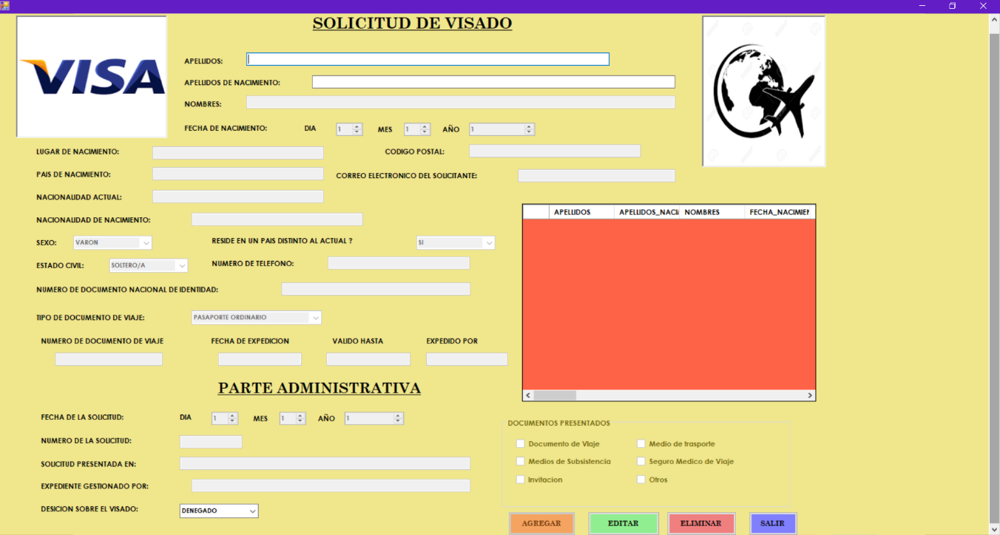 SOLICITUD DE VISADO
VISA
APELLIDOS:
APELLIDOS DE NACIMIENTO:
NOMBRES:
FECHA DE NACIMIENTO: DIA 1 MES 1 AÑO 1
LUGAR DE NACIMIENTO: CODIGO POSTAL:
PAIS DE NACIMIENTO: CORREO ELECTRONICO DEL SOLICITANTE:
NACIONALIDAD ACTUAL:
NACIONALIDAD DE NACIMIENTO:
SEXO: VARON RESIDE EN UN PAIS DISTINTO AL ACTUAL ? SI
ESTADO CIVIL: SOLTERO/A NUMERO DE TELEFONO:
NUMERO DE DOCUMENTO NACIONAL DE IDENTIDAD:
TIPO DE DOCUMENTO DE VIAJE: PASAPORTE ORDINARIO
NUMERO DE DOCUMENTO DE VIAJE FECHA DE EXPEDICION VALIDO HASTA EXPEDIDO POR
APELLIDOS APELLIDOS_NACI NOMBRES FECHA_NACIMIEN
PARTE ADMINISTRATIVA
FECHA DE LA SOLICITUD: DIA 1 MES 1 AÑO 1
NUMERO DE LA SOLICITUD:
SOLICITUD PRESENTADA EN:
EXPEDIENTE GESTIONADO POR:
DESICION SOBRE EL VISADO: DENEGADO
DOCUMENTOS PRESENTADOS
Documento de VIaje Medio de trasporte
Medios de Subsistencia Seguro Medico de Viaje
Invitacion Otros
AGREGAR EDITAR ELIMINAR SALIR